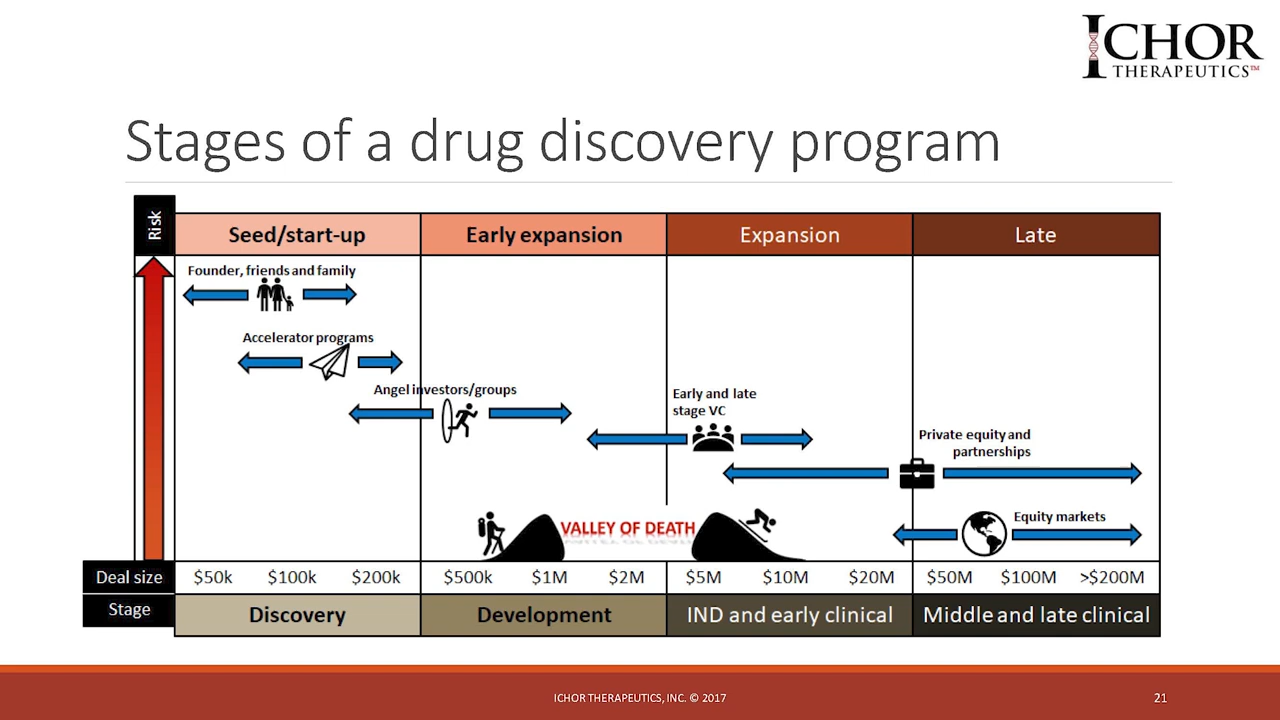 ICHOR
THERAPEUTICS™
Stages of a drug discovery program
Risk
Seed/start-up
Early expansion
Expansion
Late
Founder, friends and family
Accelerator programs
Angel investors/groups
Early and late
stage VC
Private equity and
partnerships
Equity markets
VALLEY OF DEATH
Deal size $50k $100k $200k $500k $1M $2M $5M $10M $20M $50M $100M >$200M
Stage Discovery Development IND and early clinical Middle and late clinical
ICHOR THERAPEUTICS, INC. © 2017
21